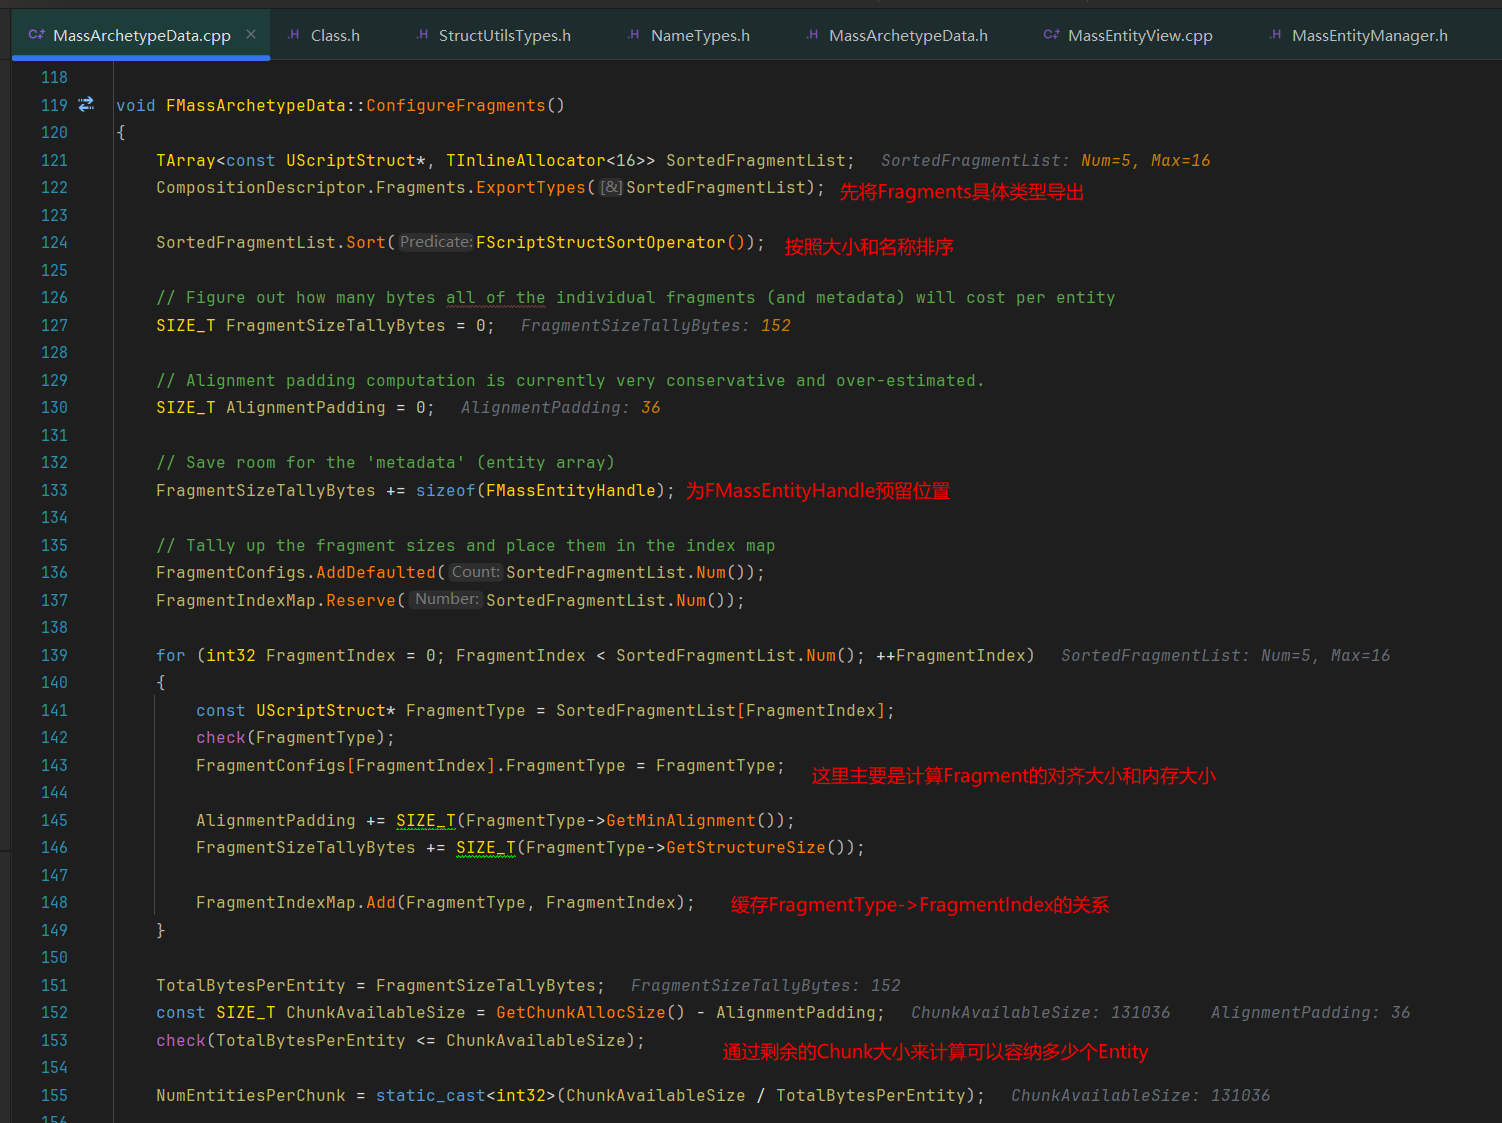 MassArchetypeData.cpp × Class.h StructUtilsTypes.h NameTypes.h MassArchetypeData.h MassEntityView.cpp MassEntityManager.h
118
119 void FMassArchetypeData::ConfigureFragments()
120 {
121 TArray<const UScriptStruct*, TInlineAllocator<16>> SortedFragmentList; SortedFragmentList: Num=5, Max=16
122 CompositionDescriptor.Fragments.ExportTypes([&]SortedFragmentList); 先将Fragments具体类型导出
123
124 SortedFragmentList.Sort(Predicate:FScriptStructSortOperator()); 按照大小和名称排序
125
126 // Figure out how many bytes all of the individual fragments (and metadata) will cost per entity
127 SIZE_T FragmentSizeTallyBytes = 0; FragmentSizeTallyBytes: 152
128
129 // Alignment padding computation is currently very conservative and over-estimated.
130 SIZE_T AlignmentPadding = 0; AlignmentPadding: 36
131
132 // Save room for the 'metadata' (entity array)
133 FragmentSizeTallyBytes += sizeof(FMassEntityHandle); 为FMassEntityHandle预留位置
134
135 // Tally up the fragment sizes and place them in the index map
136 FragmentConfigs.AddDefaulted(Count:SortedFragmentList.Num());
137 FragmentIndexMap.Reserve(Number:SortedFragmentList.Num());
138
139 for (int32 FragmentIndex = 0; FragmentIndex < SortedFragmentList.Num(); ++FragmentIndex) SortedFragmentList: Num=5, Max=16
140 {
141 const UScriptStruct* FragmentType = SortedFragmentList[FragmentIndex];
142 check(FragmentType);
143 FragmentConfigs[FragmentIndex].FragmentType = FragmentType; 这里主要是计算Fragment的对齐大小和内存大小
144
145 AlignmentPadding += SIZE_T(FragmentType->GetMinAlignment());
146 FragmentSizeTallyBytes += SIZE_T(FragmentType->GetStructureSize());
147
148 FragmentIndexMap.Add(FragmentType, FragmentIndex); 缓存FragmentType->FragmentIndex的关系
149 }
150
151 TotalBytesPerEntity = FragmentSizeTallyBytes; FragmentSizeTallyBytes: 152
152 const SIZE_T ChunkAvailableSize = GetChunkAllocSize() - AlignmentPadding; ChunkAvailableSize: 131036 AlignmentPadding: 36
153 check(TotalBytesPerEntity <= ChunkAvailableSize); 通过剩余的Chunk大小来计算可以容纳多少个Entity
154
155 NumEntitiesPerChunk = static_cast<int32>(ChunkAvailableSize / TotalBytesPerEntity); ChunkAvailableSize: 131036
156